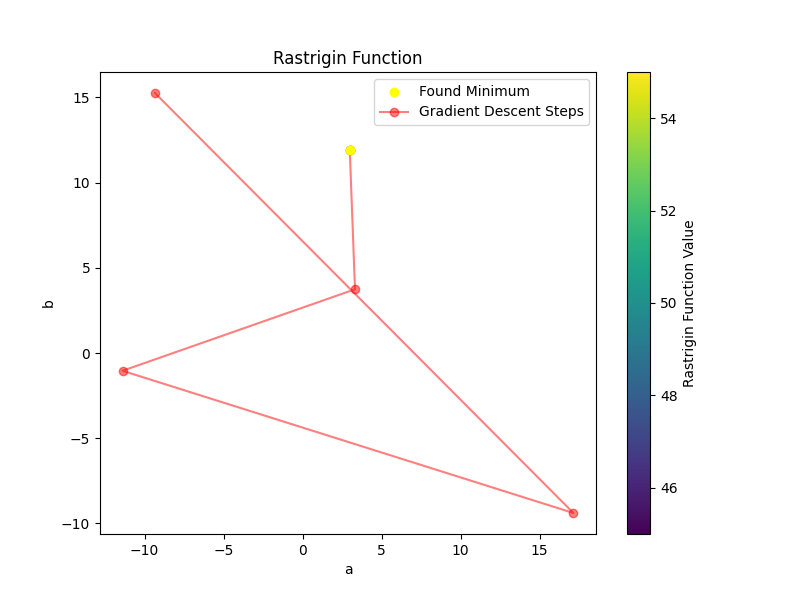 Rastrigin Function
Found Minimum
Gradient Descent Steps
15
10
5
0
−5
−10
b
−10
−5
0
5
10
15
a
54
52
50
48
46
Rastrigin Function Value